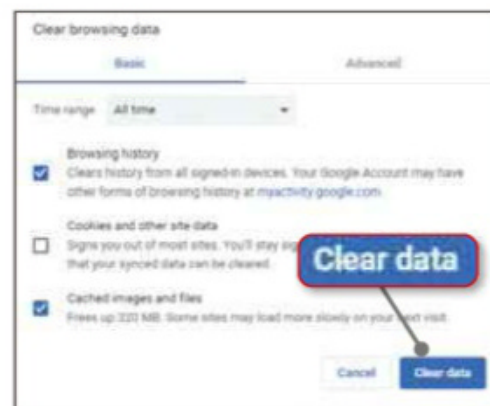 Clear browsing data
Basic Advanced
Time range All time
Browsing history
Clears history from all signed-in devices. Your Google Account may have
other forms of browsing history at myactivity.google.com.
Cookies and other site data
Signs you out of most sites. You'll stay
that your synced data can be cleared.
Clear data
Cached images and files
Frees up 320 MB. Some sites may load more slowly on your next visit.
Cancel Clear data